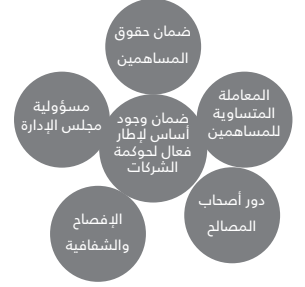 ضمان حقوق
المساهمين
المعاملة
المتساوية
للمساهمين
ضمان وجود
أساس لإطار
فعال لحوكمة
الشركات
مسؤولية
مجلس الإدارة
دور أصحاب
المصالح
الإفصاح
والشفافية